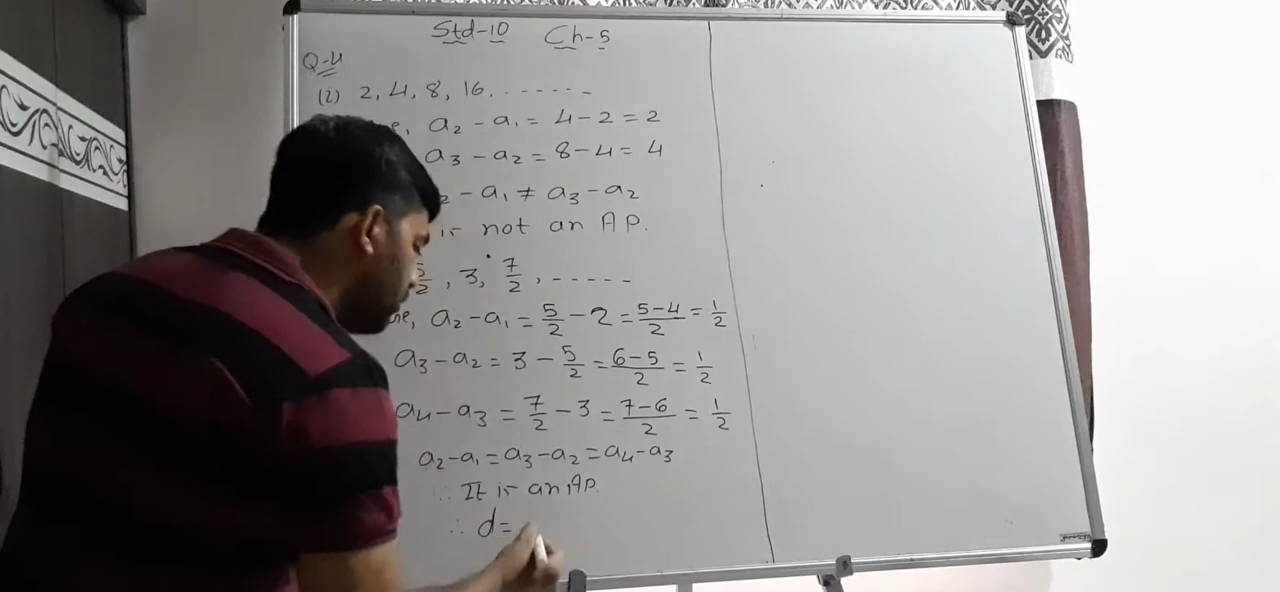 Std-10 Ch-5
Q-4
(i) 2, 4, 8, 16, .......
a₂ - a₁ = 4 - 2 = 2
a₃ - a₂ = 8 - 4 = 4
- a₁ ≠ a₃ - a₂
is not an AP.
5/2, 3, 7/2, -----
a₂ - a₁ = 5/2 - 2 = (5-4)/2 = 1/2
a₃ - a₂ = 3 - 5/2 = (6-5)/2 = 1/2
a₄ - a₃ = 7/2 - 3 = (7-6)/2 = 1/2
a₂ - a₁ = a₃ - a₂ = a₄ - a₃
∴ It is an AP.
∴ d =